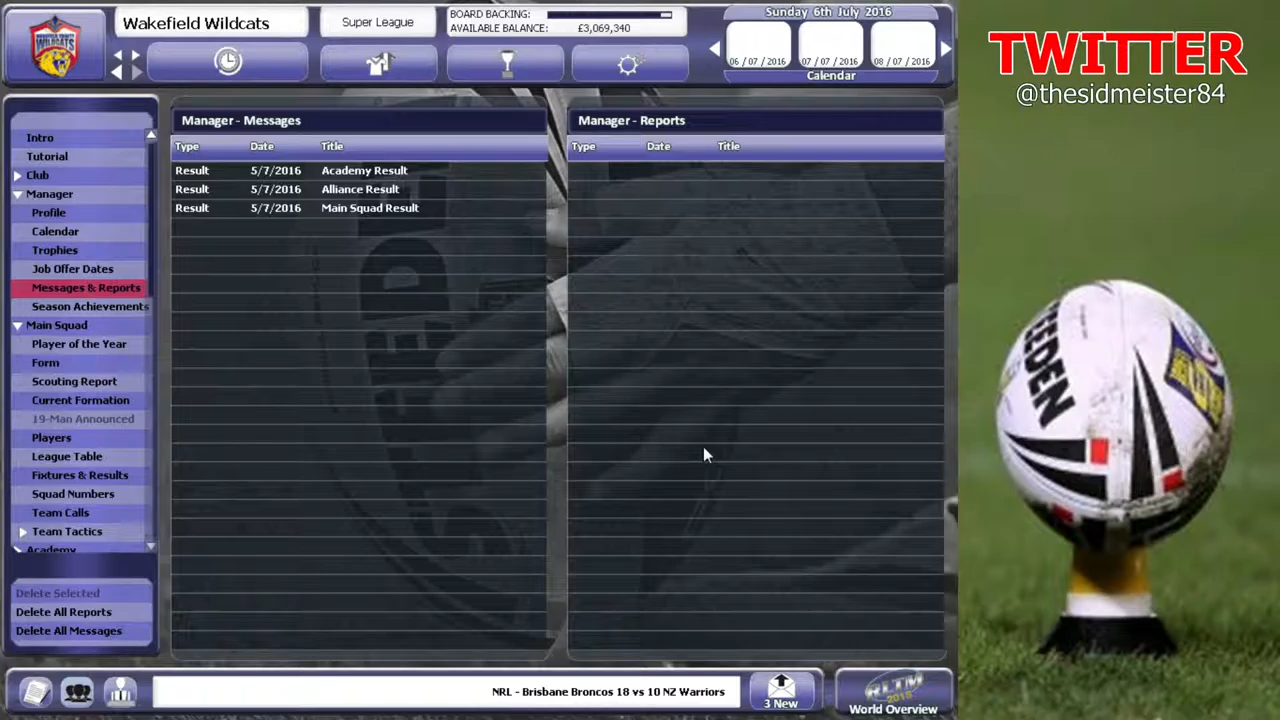 Wakefield Wildcats
Super League
BOARD BACKING:
AVAILABLE BALANCE: £3,069,340
Sunday 6th July 2016
06 / 07 / 2016
07 / 07 / 2016
08 / 07 / 2016
Calendar
TWITTER
@thesidmeister84
WILDCATS
Intro
Tutorial
Club
Manager
Profile
Calendar
Trophies
Job Offer Dates
Messages & Reports
Season Achievements
Main Squad
Player of the Year
Form
Scouting Report
Current Formation
19-Man Announced
Players
League Table
Fixtures & Results
Squad Numbers
Team Calls
Team Tactics
Academy
Delete Selected
Delete All Reports
Delete All Messages
Manager - Messages
Type Date Title
Result 5/7/2016 Academy Result
Result 5/7/2016 Alliance Result
Result 5/7/2016 Main Squad Result
Manager - Reports
Type Date Title
STEEDEN
NRL - Brisbane Broncos 18 vs 10 NZ Warriors
3 New
RLTM
2015
World Overview